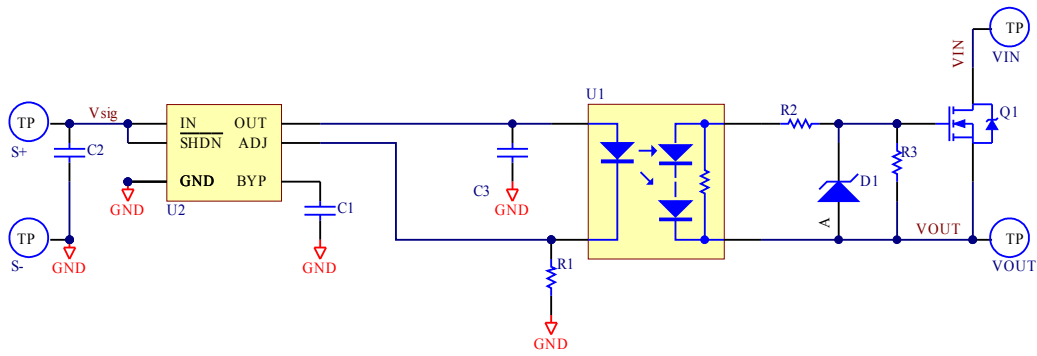 TP
VIN
VIN
Q1
U1
R2
TP
S+
Vsig
IN
OUT
SHDN
ADJ
GND
BYP
U2
C2
GND
C1
C3
GND
R3
D1
A
TP
S-
GND
GND
R1
GND
VOUT
TP
VOUT